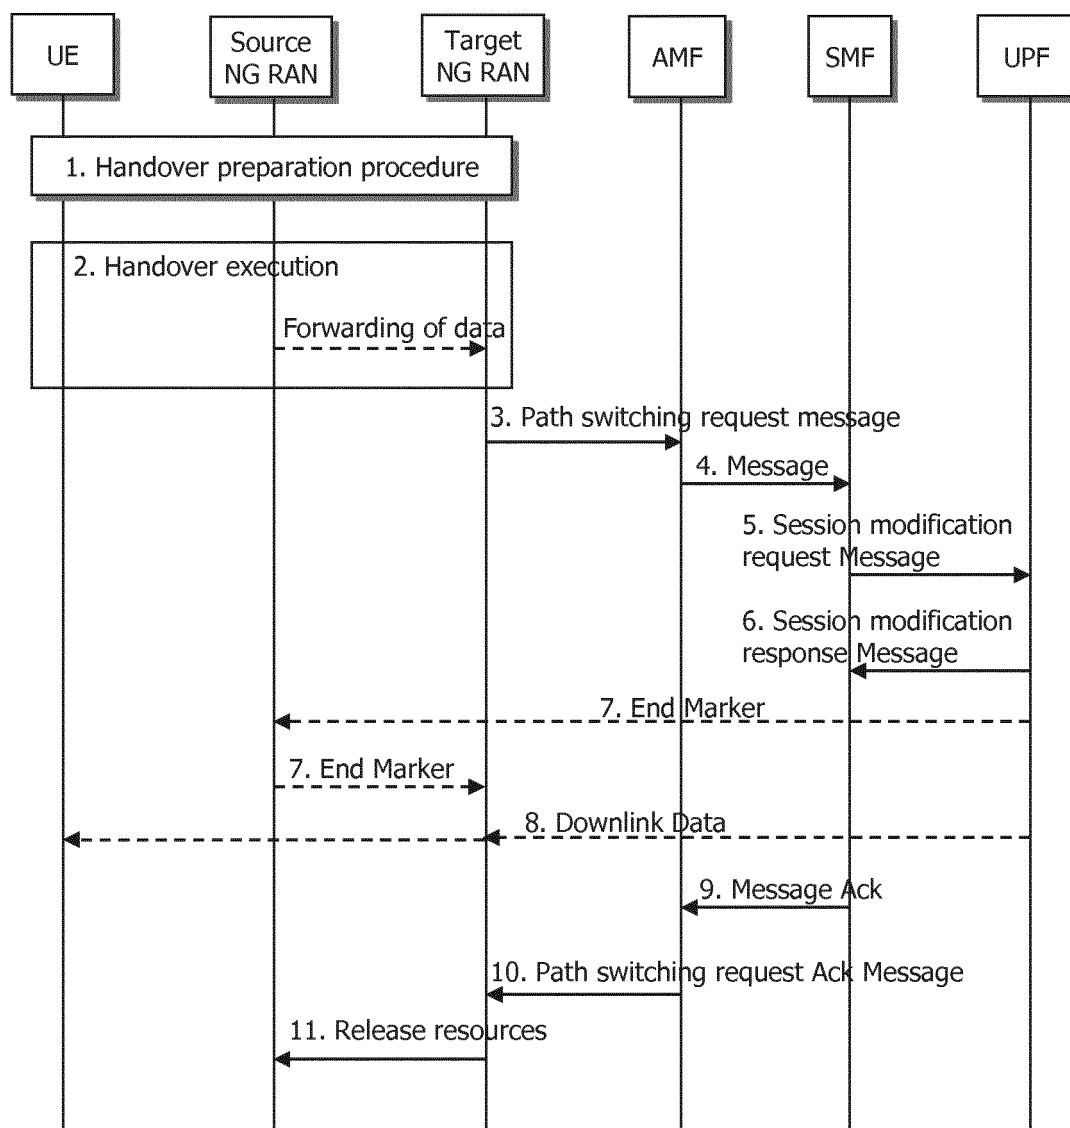 UE
Source
NG RAN
Target
NG RAN
AMF
SMF
UPF
1. Handover preparation procedure
2. Handover execution
Forwarding of data
3. Path switching request message
4. Message
5. Session modification
request Message
6. Session modification
response Message
7. End Marker
7. End Marker
8. Downlink Data
9. Message Ack
10. Path switching request Ack Message
11. Release resources